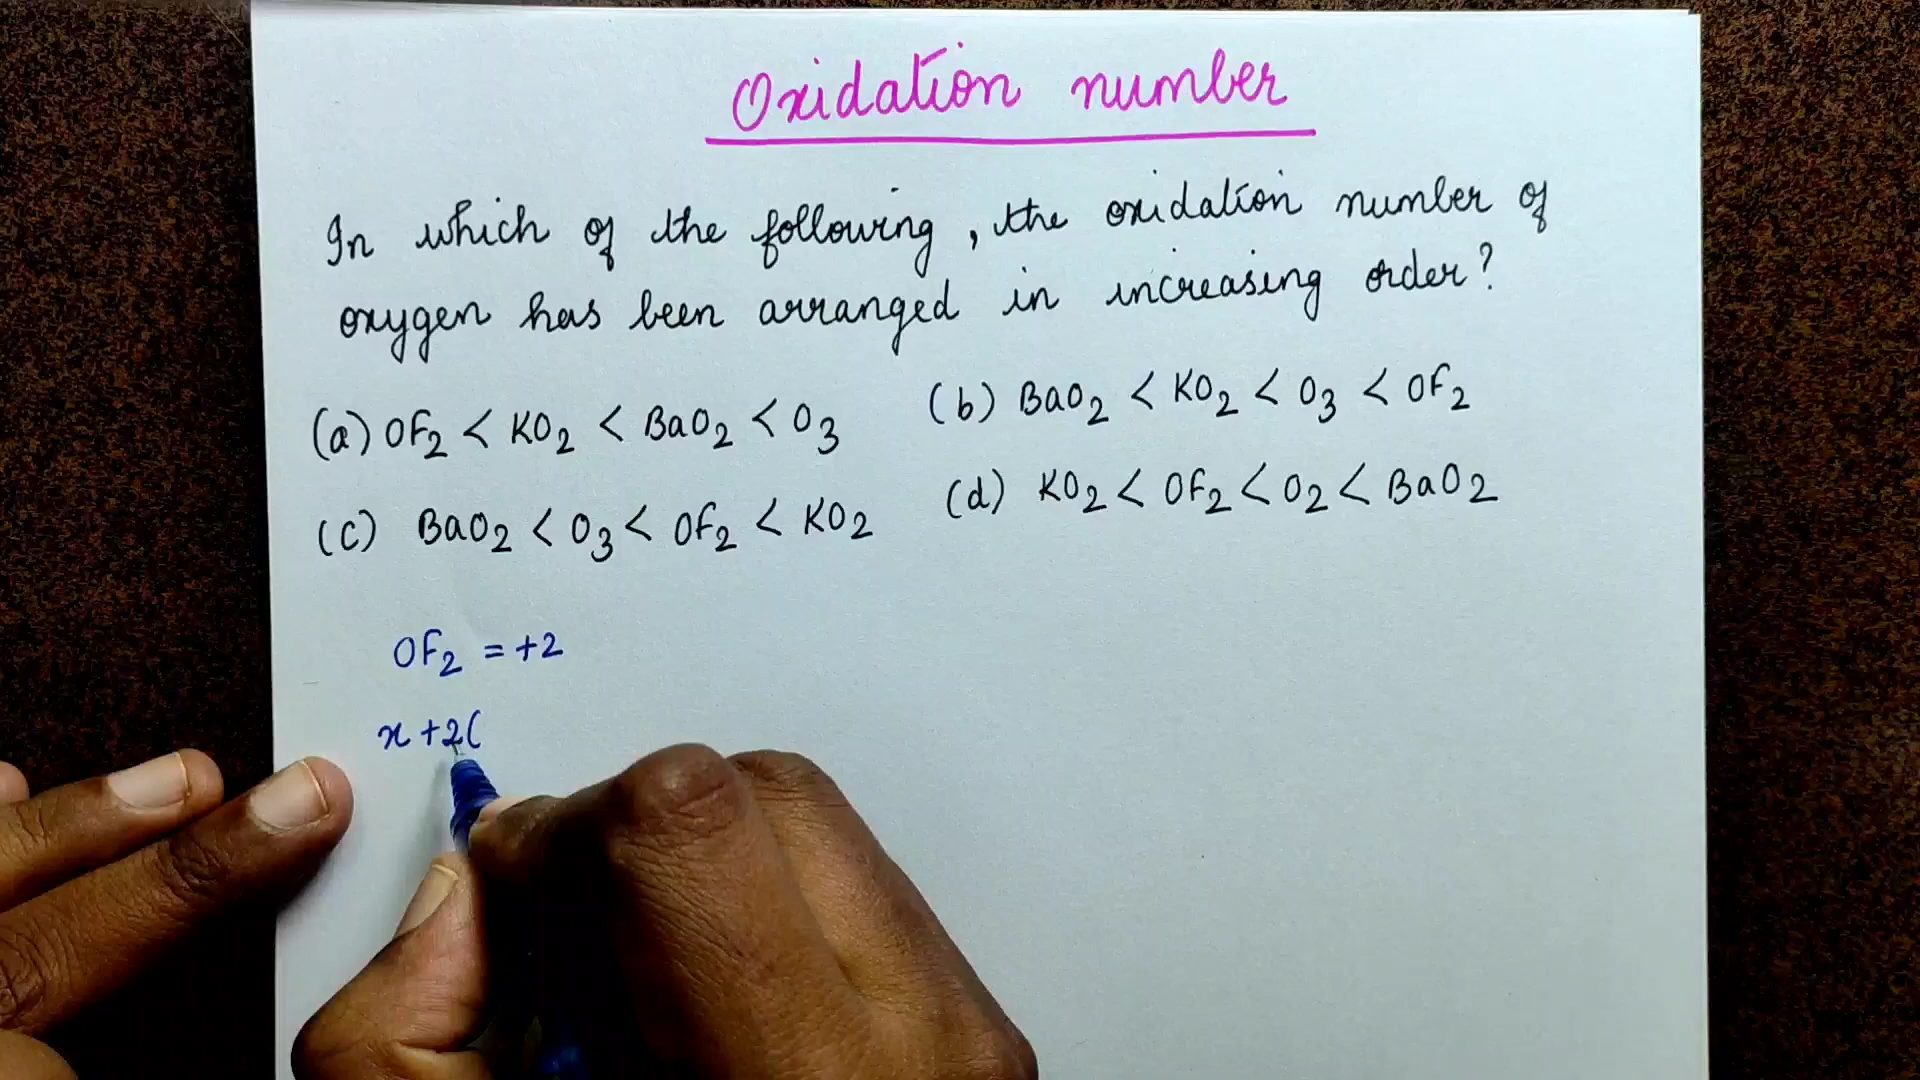 Oxidation number
In which of the following, the oxidation number of
oxygen has been arranged in increasing order?
(a) OF₂ < KO₂ < BaO₂ < O₃
(b) BaO₂ < KO₂ < O₃ < OF₂
(c) BaO₂ < O₃ < OF₂ < KO₂
(d) KO₂ < OF₂ < O₂ < BaO₂
OF₂ = +2
x + 2(